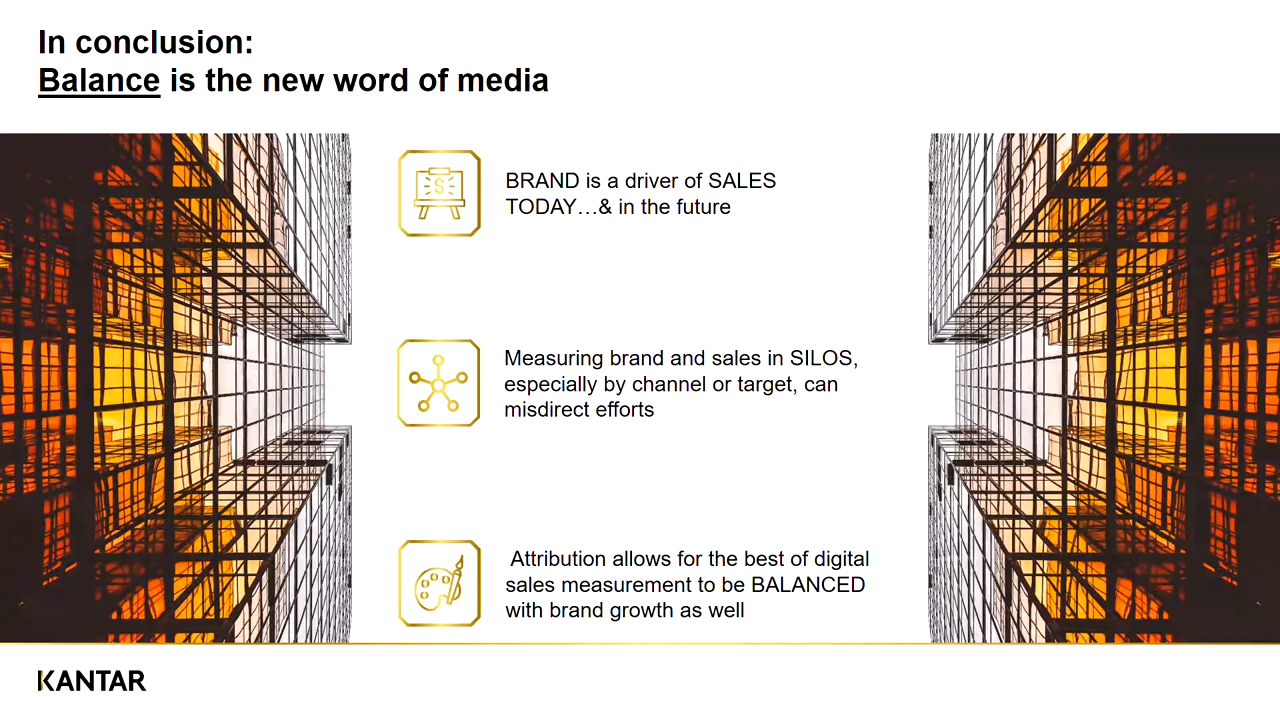 In conclusion:
Balance is the new word of media
BRAND is a driver of SALES
TODAY…& in the future
Measuring brand and sales in SILOS,
especially by channel or target, can
misdirect efforts
Attribution allows for the best of digital
sales measurement to be BALANCED
with brand growth as well
KANTAR